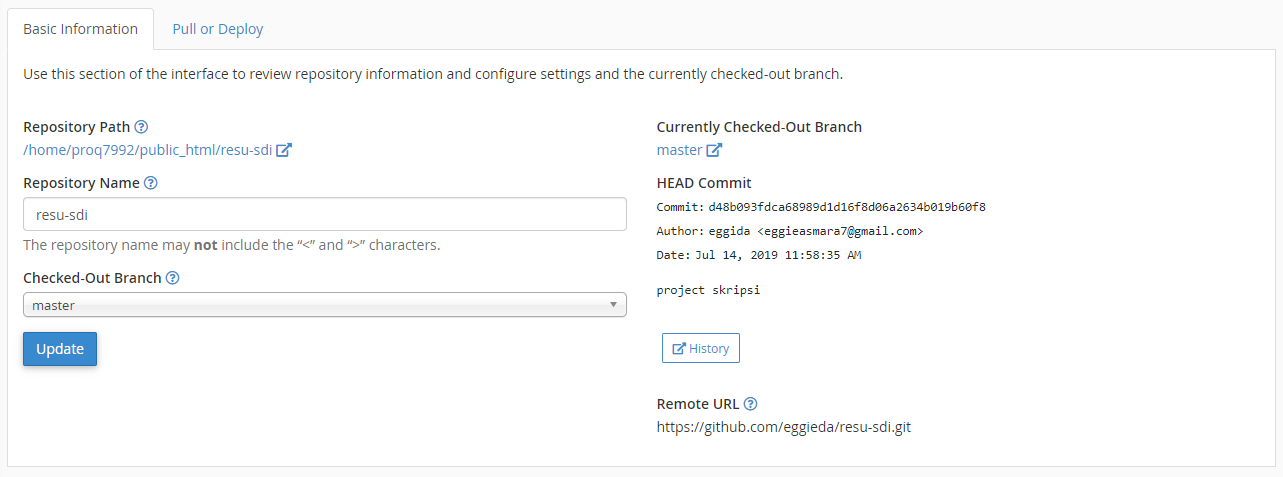 Basic Information
Pull or Deploy
Use this section of the interface to review repository information and configure settings and the currently checked-out branch.
Repository Path
/home/proq7992/public_html/resu-sdi
Repository Name
resu-sdi
The repository name may not include the “<” and “>” characters.
Checked-Out Branch
master
Update
Currently Checked-Out Branch
master
HEAD Commit
Commit: d48b093fdca68989d1d16f8d06a2634b019b60f8
Author: eggida <eggieasmara7@gmail.com>
Date: Jul 14, 2019 11:58:35 AM
project skripsi
History
Remote URL
https://github.com/eggieda/resu-sdi.git